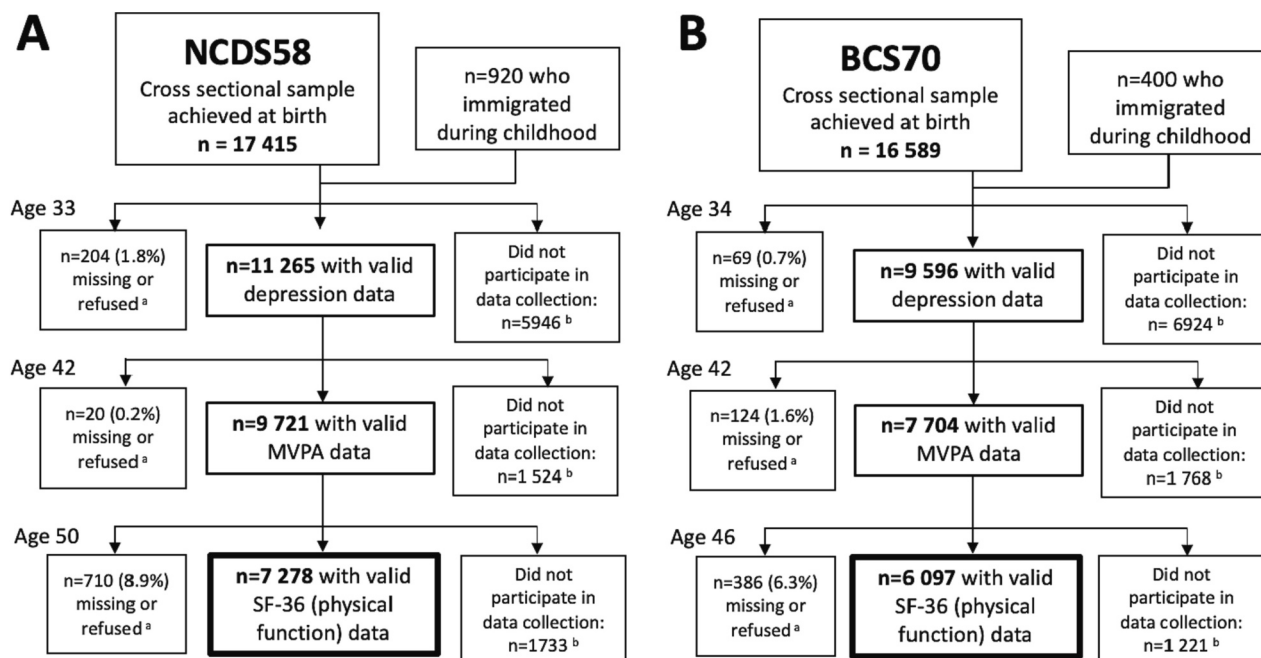 A
NCDS58
Cross sectional sample
achieved at birth
n = 17 415
n=920 who
immigrated
during childhood
Age 33
n=204 (1.8%)
missing or
refused a
n=11 265 with valid
depression data
Did not
participate in
data collection:
n=5946 b
Age 42
n=20 (0.2%)
missing or
refused a
n=9 721 with valid
MVPA data
Did not
participate in
data collection:
n=1 524 b
Age 50
n=710 (8.9%)
missing or
refused a
n=7 278 with valid
SF-36 (physical
function) data
Did not
participate in
data collection:
n=1733 b
B
BCS70
Cross sectional sample
achieved at birth
n = 16 589
n=400 who
immigrated
during childhood
Age 34
n=69 (0.7%)
missing or
refused a
n=9 596 with valid
depression data
Did not
participate in
data collection:
n= 6924 b
Age 42
n=124 (1.6%)
missing or
refused a
n=7 704 with valid
MVPA data
Did not
participate in
data collection:
n=1 768 b
Age 46
n=386 (6.3%)
missing or
refused a
n=6 097 with valid
SF-36 (physical
function) data
Did not
participate in
data collection:
n=1 221 b